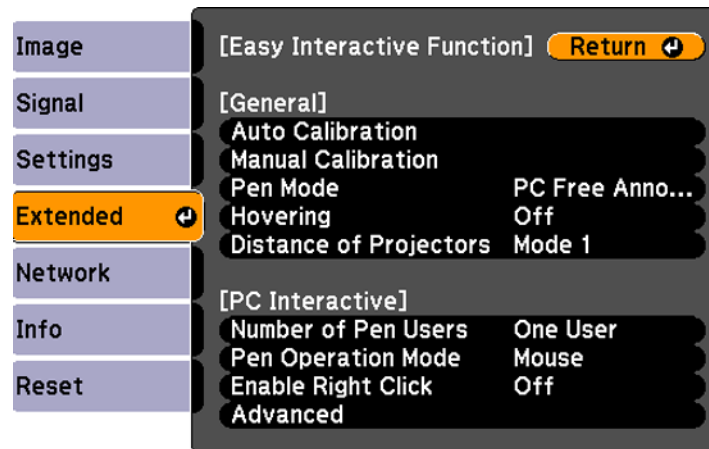 Image
Signal
Settings
Extended
Network
Info
Reset
[Easy Interactive Function] Return
[General]
Auto Calibration
Manual Calibration
Pen Mode PC Free Anno...
Hovering Off
Distance of Projectors Mode 1
[PC Interactive]
Number of Pen Users One User
Pen Operation Mode Mouse
Enable Right Click Off
Advanced